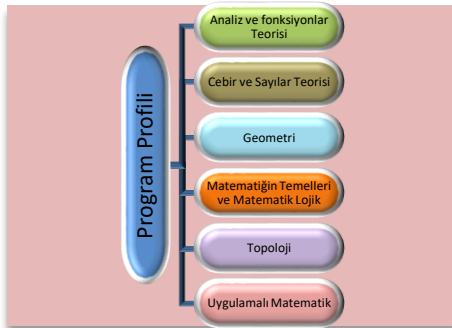 Program Profili
Analiz ve fonksiyonlar
Teorisi
Cebir ve Sayılar Teorisi
Geometri
Matematiğin Temelleri
ve Matematik Lojik
Topoloji
Uygulamalı Matematik